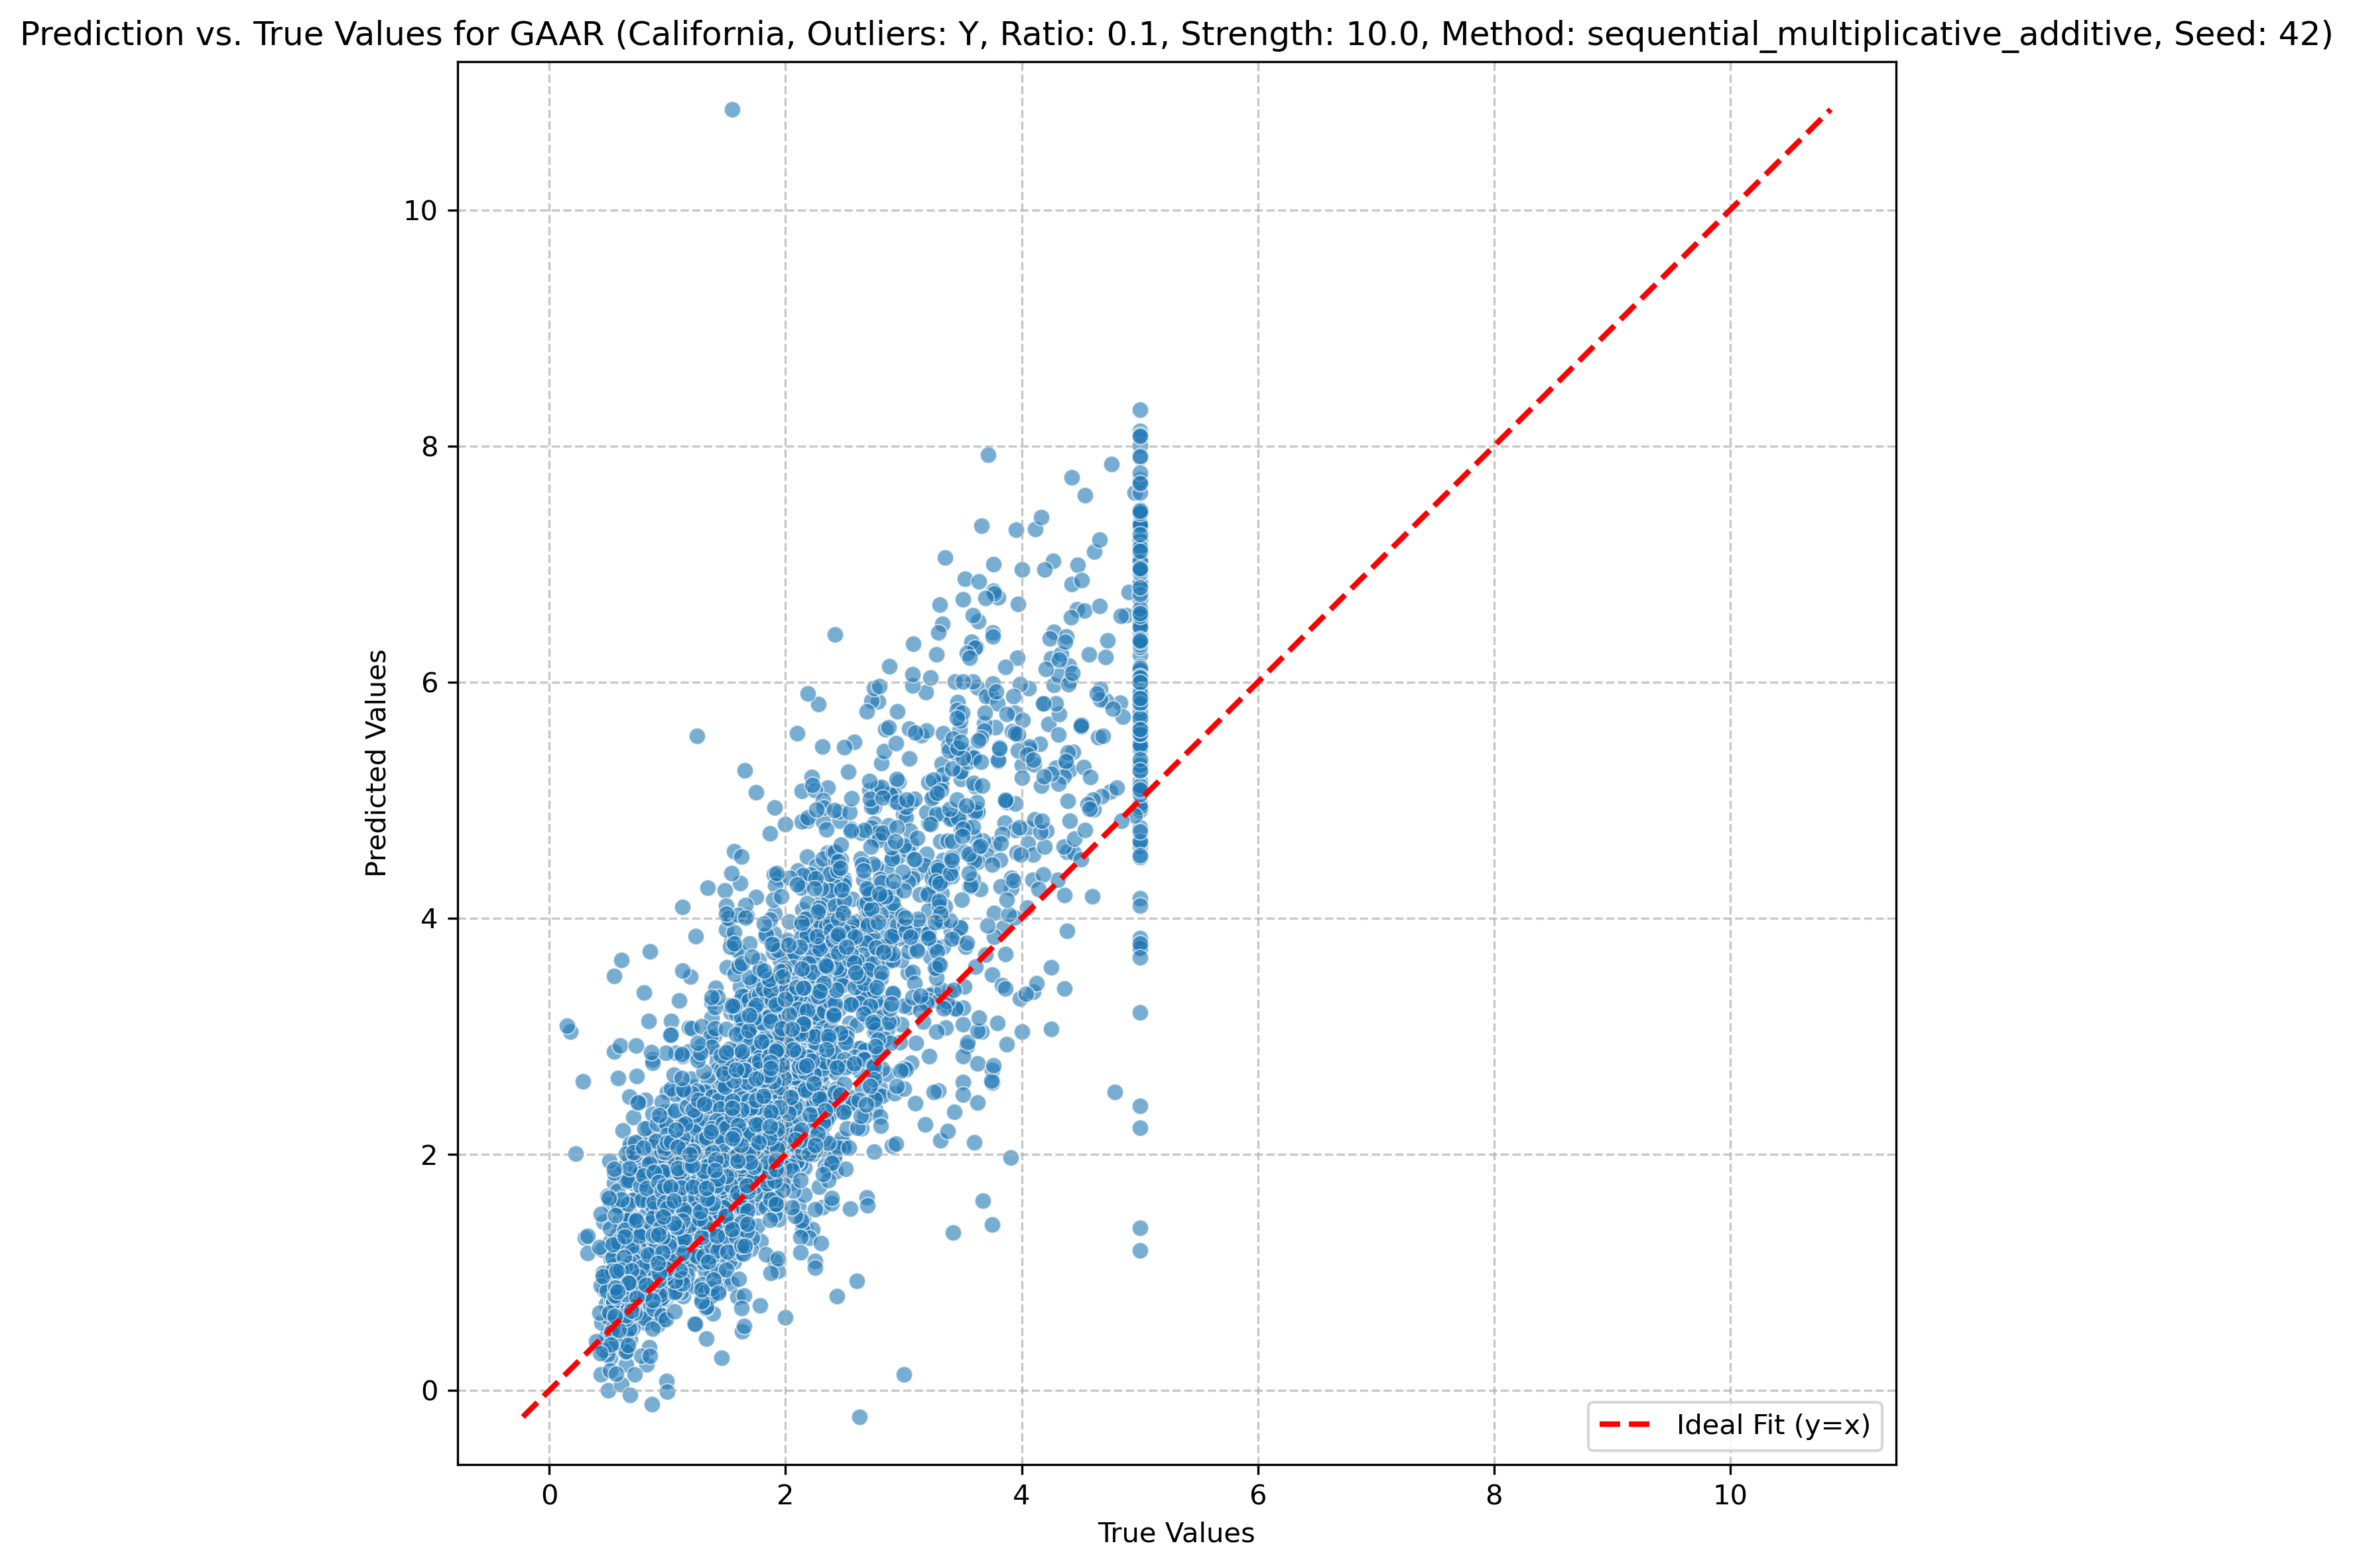 Prediction vs. True Values for GAAR (California, Outliers: Y, Ratio: 0.1, Strength: 10.0, Method: sequential_multiplicative_additive, Seed: 42)
10
8
6
4
2
0
Predicted Values
Ideal Fit (y=x)
0 2 4 6 8 10
True Values